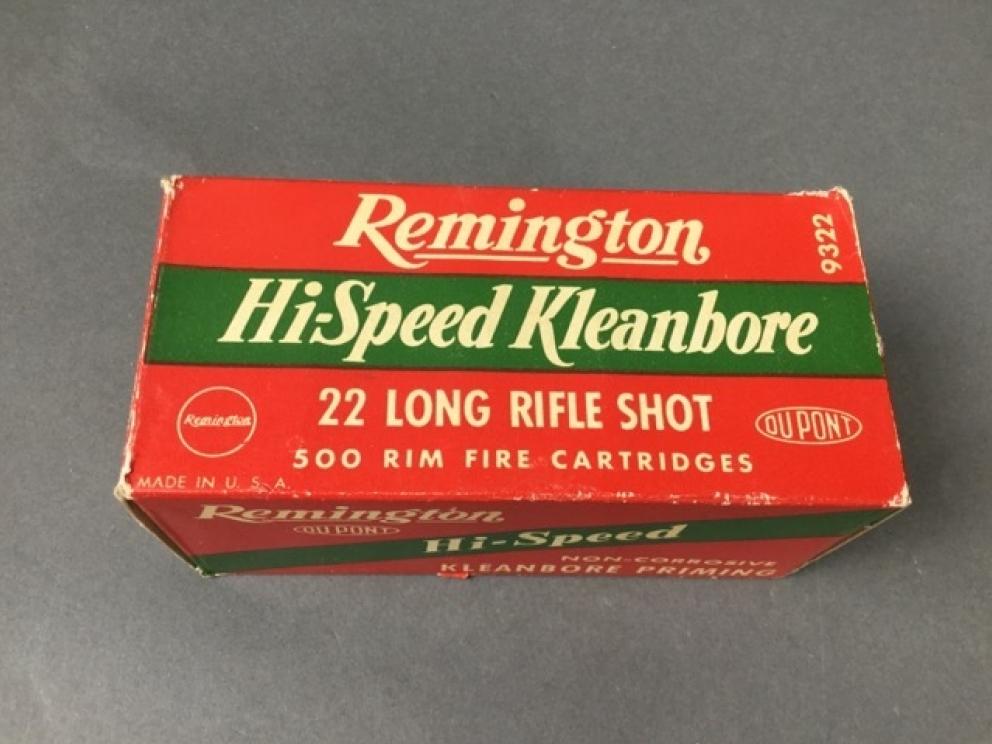 Remington
9322
Hi-Speed Kleanbore
22 LONG RIFLE SHOT
Remington
DU PONT
500 RIM FIRE CARTRIDGES
MADE IN U. S. A.
Remington
DU PONT
Hi-Speed
NON-CORROSIVE
KLEANBORE PRIMING